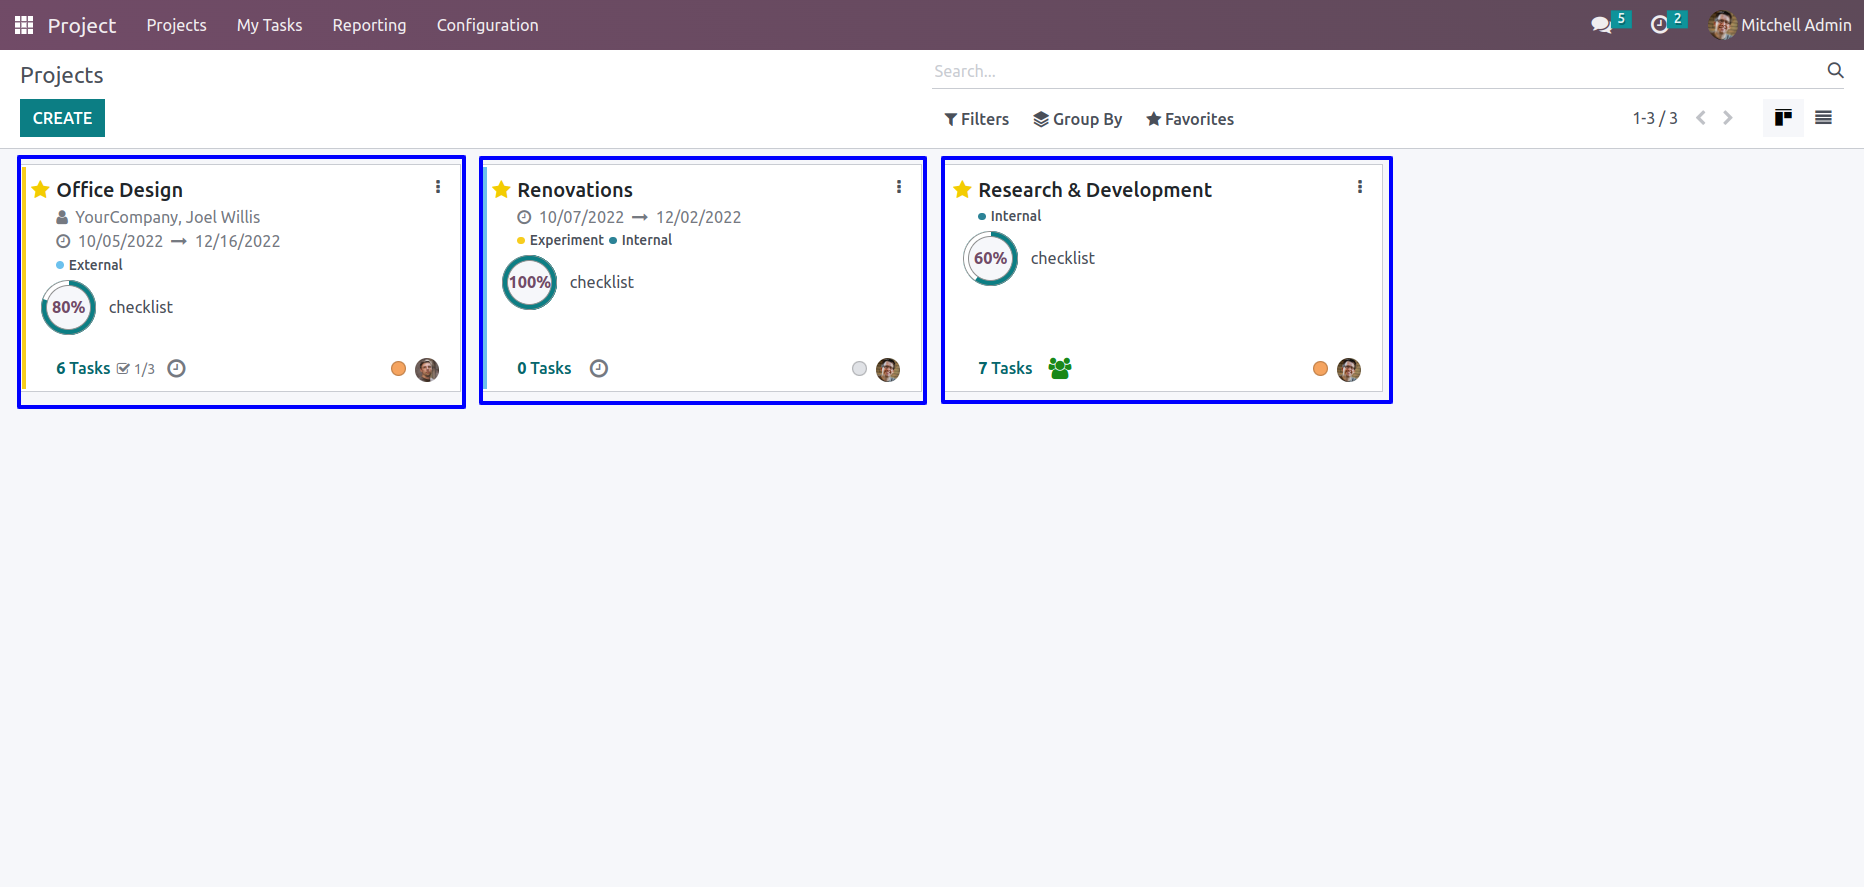 Project Projects My Tasks Reporting Configuration 5 2 Mitchell Admin
Projects
Search...
CREATE
Filters Group By Favorites 1-3 / 3
Office Design
YourCompany, Joel Willis
10/05/2022 → 12/16/2022
External
80% checklist
6 Tasks 1/3
Renovations
10/07/2022 → 12/02/2022
Experiment Internal
100% checklist
0 Tasks
Research & Development
Internal
60% checklist
7 Tasks